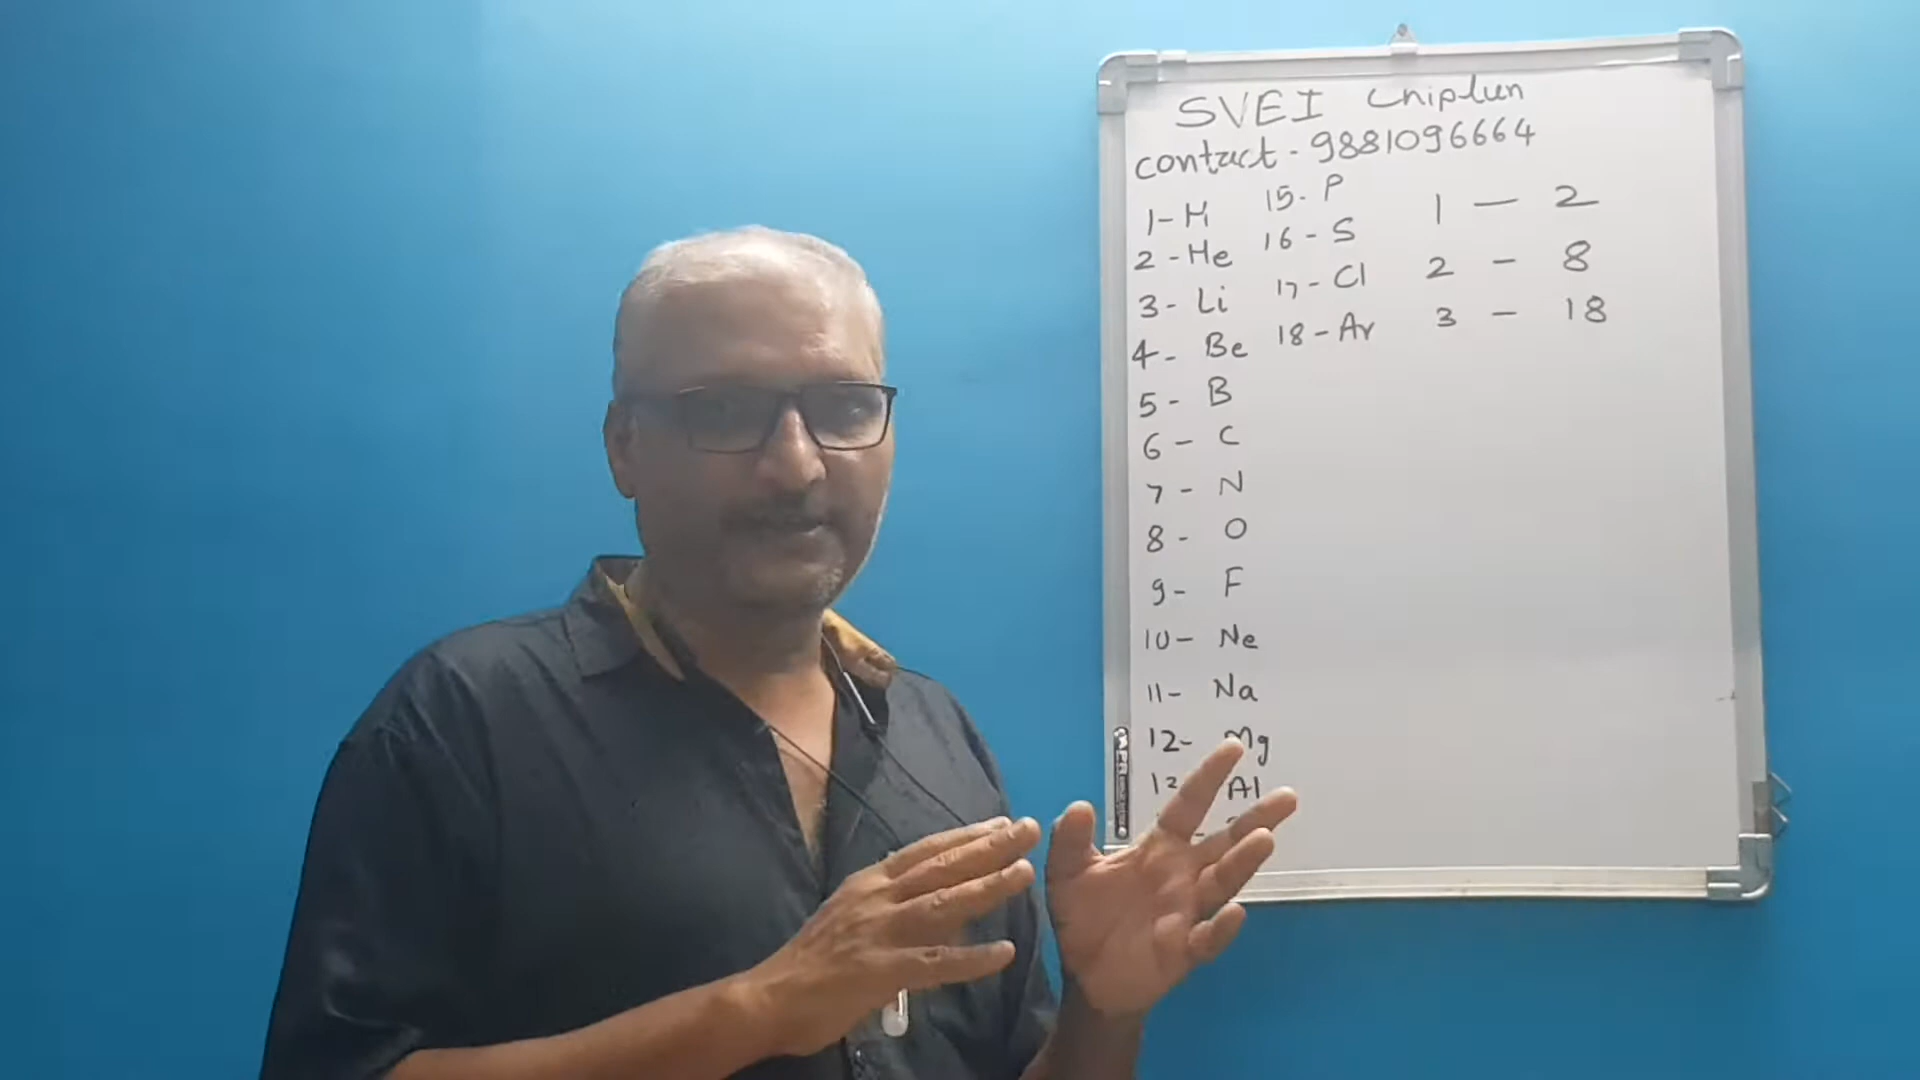 SVEI Chiplun
contact - 9881096664
1- H
2 - He
3- Li
4- Be
5- B
6 - C
7 - N
8 - O
9- F
10- Ne
11- Na
12- Mg
Al
15- P
16 - S
17 - Cl
18 - Ar
1 — 2
2 - 8
3 - 18